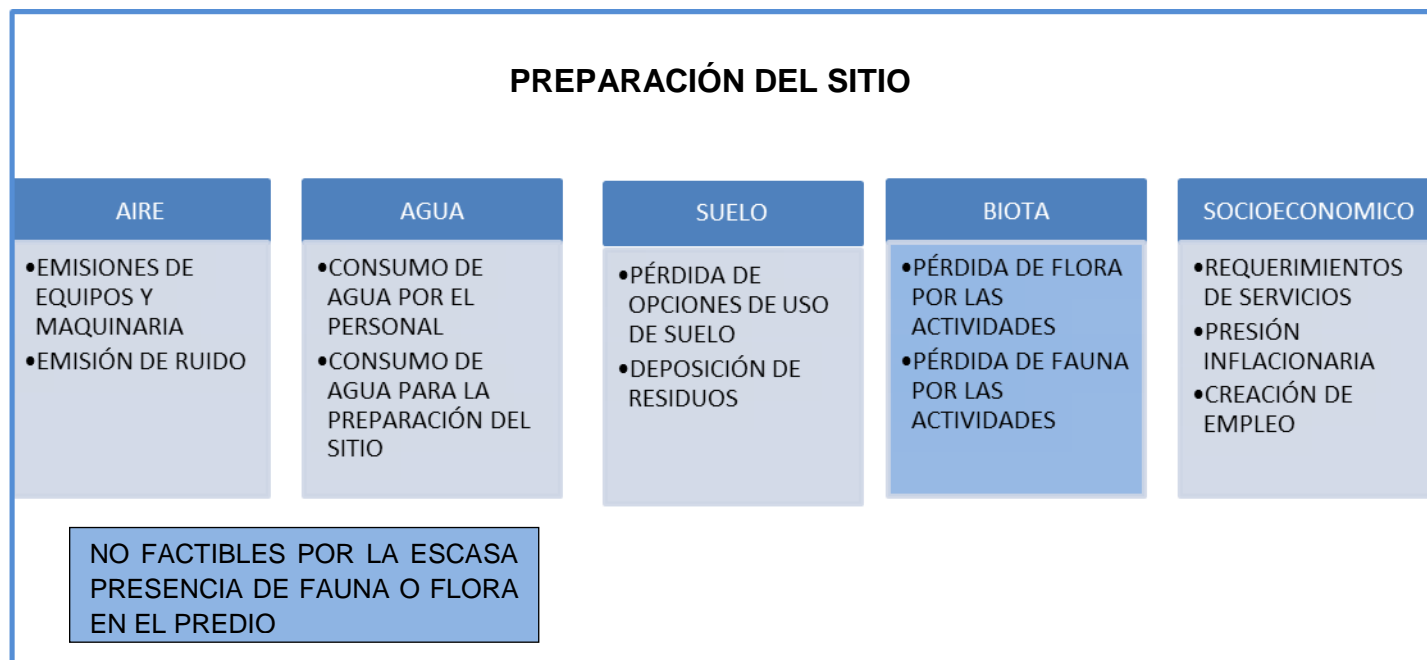 PREPARACIÓN DEL SITIO
AIRE
•EMISIONES DE
EQUIPOS Y
MAQUINARIA
•EMISIÓN DE RUIDO
AGUA
•CONSUMO DE
AGUA POR EL
PERSONAL
•CONSUMO DE
AGUA PARA LA
PREPARACIÓN DEL
SITIO
SUELO
•PÉRDIDA DE
OPCIONES DE USO
DE SUELO
•DEPOSICIÓN DE
RESIDUOS
BIOTA
•PÉRDIDA DE FLORA
POR LAS
ACTIVIDADES
•PÉRDIDA DE FAUNA
POR LAS
ACTIVIDADES
SOCIOECONOMICO
•REQUERIMIENTOS
DE SERVICIOS
•PRESIÓN
INFLACIONARIA
•CREACIÓN DE
EMPLEO
NO FACTIBLES POR LA ESCASA
PRESENCIA DE FAUNA O FLORA
EN EL PREDIO